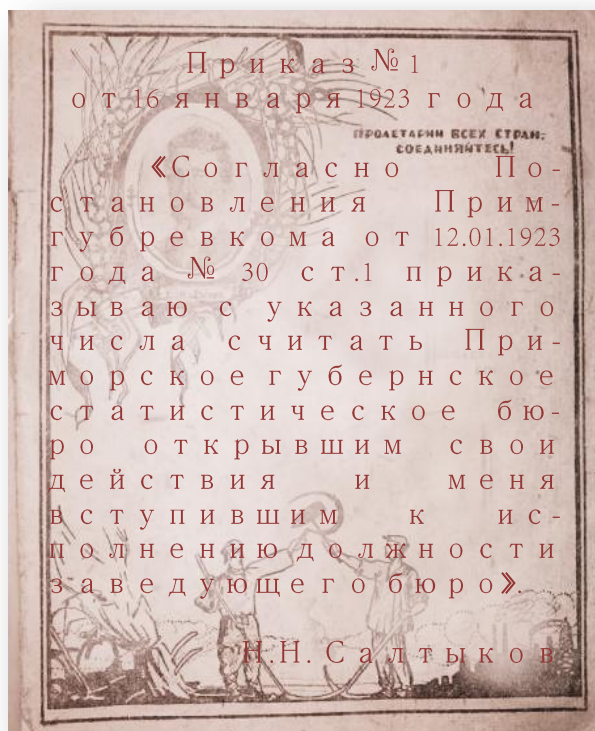 Приказ № 1
от 16 января 1923 года
ПРОЛЕТАРИИ ВСЕХ СТРАН,
СОЕДИНЯЙТЕСЬ!
«Согласно По-
становления Прим-
губревкома от 12.01.1923
года № 30 ст.1 прика-
зываю с указанного
числа считать При-
морское губернское
статистическое бю-
ро открывшим свои
действия и меня
вступившим к ис-
полнению должности
заведующего бюро».
Н.Н. Салтыков